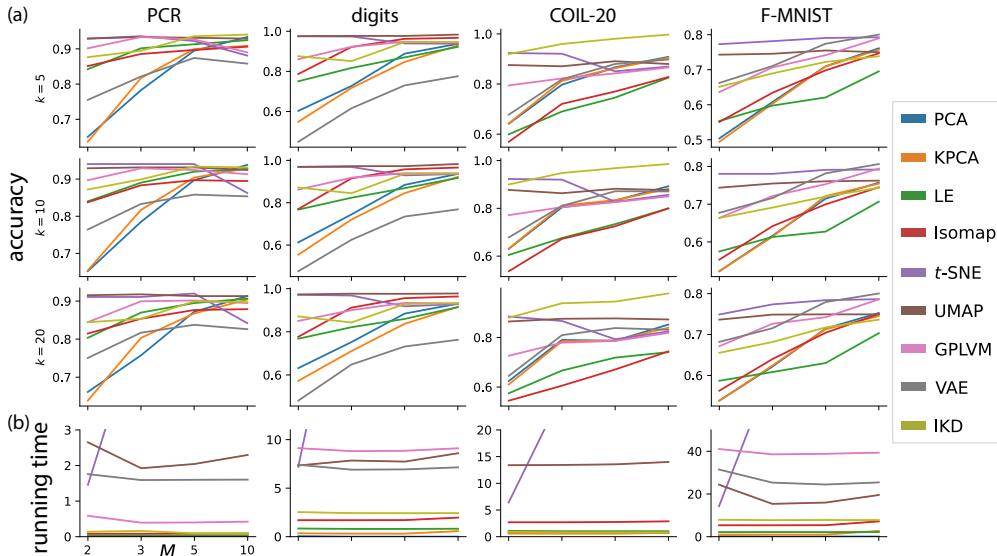 (a) PCR digits COIL-20 F-MNIST
accuracy
k = 5
0.9 0.8 0.7
1.0 0.8 0.6
1.0 0.8 0.6
0.8 0.7 0.6 0.5
k = 10
0.9 0.8 0.7
1.0 0.8 0.6
1.0 0.8 0.6
0.8 0.7 0.6
k = 20
0.9 0.8 0.7
1.0 0.8 0.6
1.0 0.8 0.6
0.8 0.7 0.6
PCA
KPCA
LE
Isomap
t-SNE
UMAP
GPLVM
VAE
IKD
(b)
running time
3 2 1 0
10 5 0
20 15 10 5 0
40 20 0
2 3 M 5 10